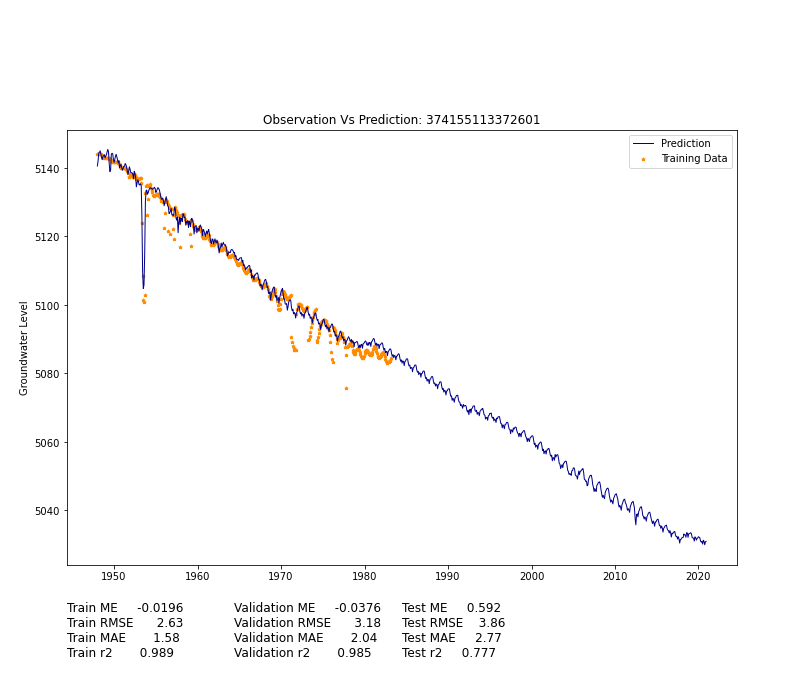 Observation Vs Prediction: 374155113372601
Prediction
Training Data
Groundwater Level
5140
5120
5100
5080
5060
5040
1950 1960 1970 1980 1990 2000 2010 2020
Train ME -0.0196 Validation ME -0.0376 Test ME 0.592
Train RMSE 2.63 Validation RMSE 3.18 Test RMSE 3.86
Train MAE 1.58 Validation MAE 2.04 Test MAE 2.77
Train r2 0.989 Validation r2 0.985 Test r2 0.777